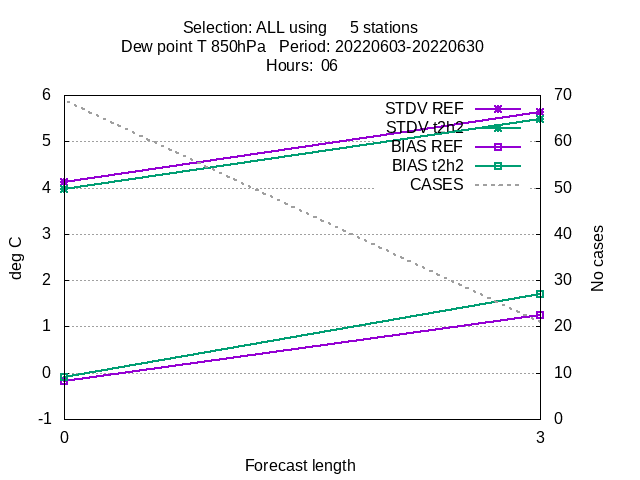 Selection: ALL using     5 stations
Dew point T 850hPa   Period: 20220603-20220630
Hours:  06
6
5
4
3
2
1
0
-1
70
60
50
40
30
20
10
0
STDV REF
STDV t2h2
BIAS REF
BIAS t2h2
CASES
deg C
No cases
0
3
Forecast length